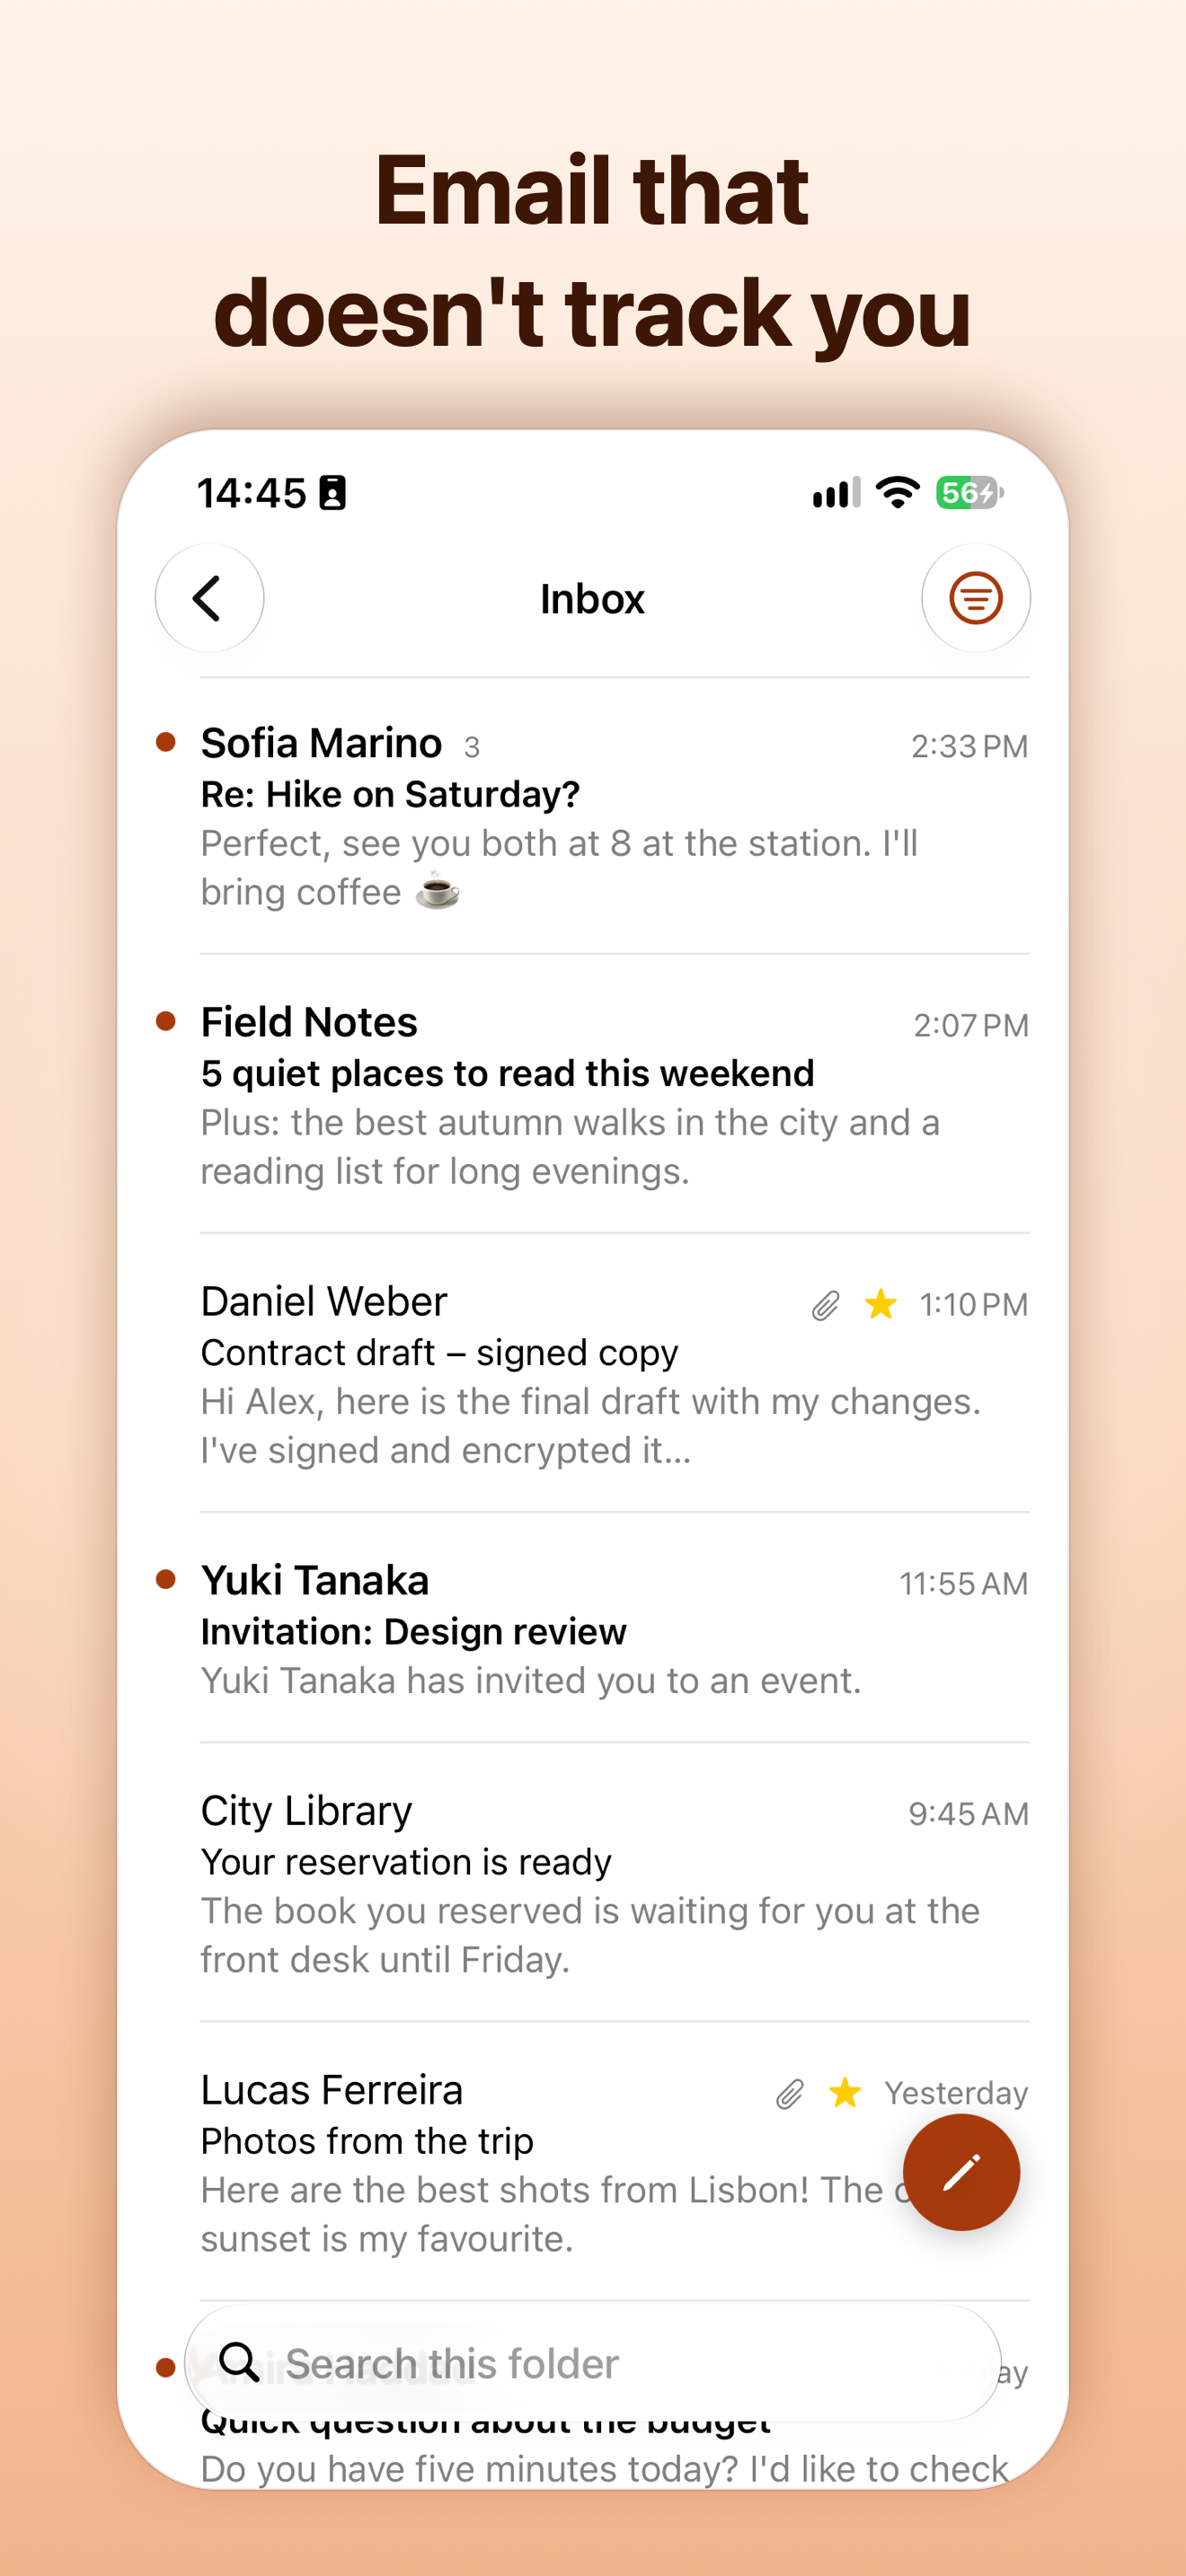 Email that
doesn't track you
14:45
56
Inbox
Sofia Marino 3 2:33 PM
Re: Hike on Saturday?
Perfect, see you both at 8 at the station. I'll
bring coffee
Field Notes 2:07 PM
5 quiet places to read this weekend
Plus: the best autumn walks in the city and a
reading list for long evenings.
Daniel Weber 1:10 PM
Contract draft – signed copy
Hi Alex, here is the final draft with my changes.
I've signed and encrypted it...
Yuki Tanaka 11:55 AM
Invitation: Design review
Yuki Tanaka has invited you to an event.
City Library 9:45 AM
Your reservation is ready
The book you reserved is waiting for you at the
front desk until Friday.
Lucas Ferreira Yesterday
Photos from the trip
Here are the best shots from Lisbon! The
sunset is my favourite.
Search this folder
Quick question about the budget
Do you have five minutes today? I'd like to check